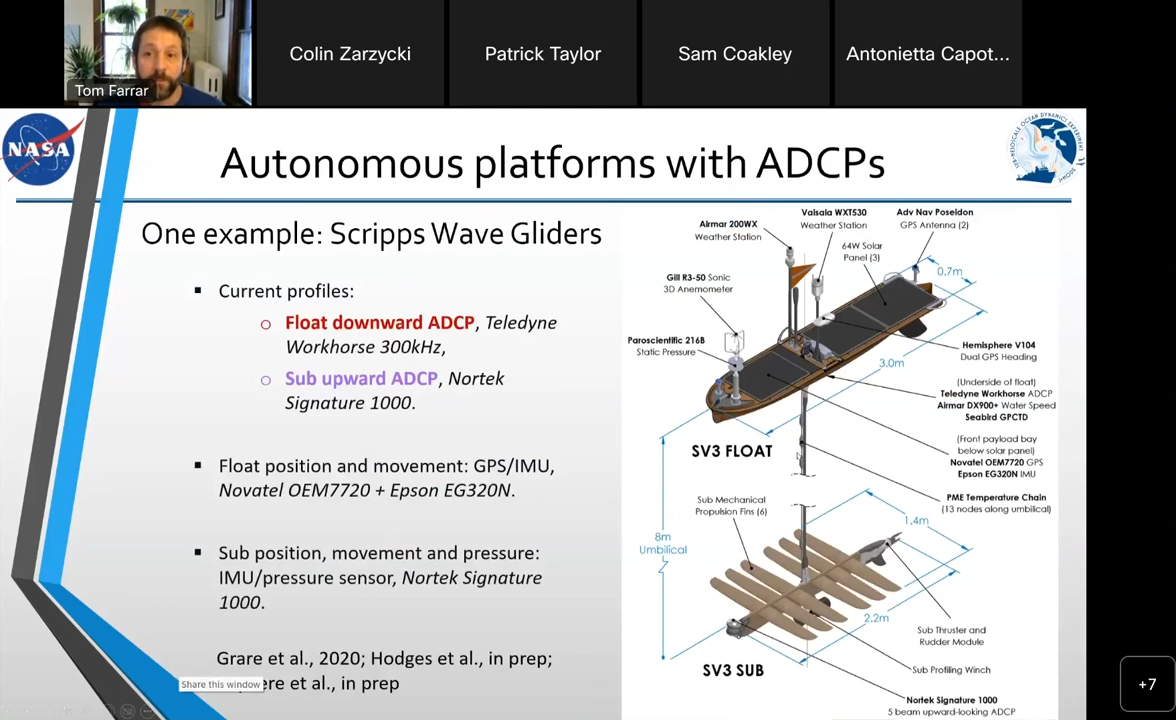 Tom Farrar
Colin Zarzycki
Patrick Taylor
Sam Coakley
Antonietta Capot...
NASA
Autonomous platforms with ADCPs
One example: Scripps Wave Gliders
▪ Current profiles:
o Float downward ADCP, Teledyne
Workhorse 300kHz,
o Sub upward ADCP, Nortek
Signature 1000.
▪ Float position and movement: GPS/IMU,
Novatel OEM7720 + Epson EG320N.
▪ Sub position, movement and pressure:
IMU/pressure sensor, Nortek Signature
1000.
Grare et al., 2020; Hodges et al., in prep;
ere et al., in prep
Share this window
Airmar 200WX
Weather Station
Vaisala WXT530
Weather Station
Adv Nav Poseidon
GPS Antenna (2)
64W Solar
Panel (3)
0.7m
Gill R3-50 Sonic
3D Anemometer
Paroscientific 216B
Static Pressure
Hemisphere V104
Dual GPS Heading
3.0m
(Underside of float)
Teledyne Workhorse ADCP
Airmar DX900+ Water Speed
Seabird GPCTD
SV3 FLOAT
(Front payload bay
below solar panel)
Novatel OEM7720 GPS
Epson EG320N IMU
PME Temperature Chain
(13 nodes along umbilical)
Sub Mechanical
Propulsion Fins (6)
1.4m
8m
Umbilical
2.2m
Sub Thruster and
Rudder Module
SV3 SUB
Sub Profiling Winch
Nortek Signature 1000
5 beam upward-looking ADCP
+7